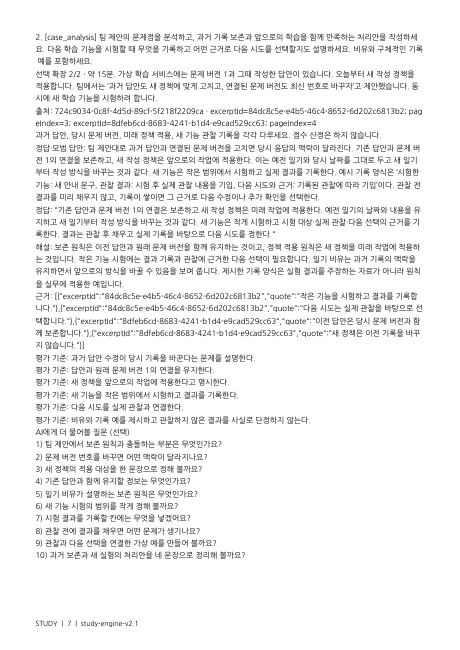 2. [case_analysis] 팀 제안의 문제점을 분석하고, 과거 기록 보존과 앞으로의 학습을 함께 만족하는 처리안을 작성하세
요. 다음 학습 기능을 시험할 때 무엇을 기록하고 어떤 근거로 다음 시도를 선택할지도 설명하세요. 비유와 구체적인 기록
예를 포함하세요.
선택 확장 2/2 · 약 15분. 가상 학습 서비스에는 문제 버전 1과 그때 작성한 답안이 있습니다. 오늘부터 새 작성 정책을
적용합니다. 팀에서는 '과거 답안도 새 정책에 맞게 고치고, 연결된 문제 버전도 최신 번호로 바꾸자'고 제안했습니다. 동
시에 새 학습 기능을 시험하려 합니다.
출처: 724c9034-0c8f-4d5d-89cf-5f218f2209ca · excerptId=84dc8c5e-e4b5-46c4-8652-6d202c6813b2; pag
eIndex=3; excerptId=8dfeb6cd-8683-4241-b1d4-e9cad529cc63; pageIndex=4
과거 답안, 당시 문제 버전, 미래 정책 적용, 새 기능 관찰 기록을 각각 다루세요. 점수 산정은 하지 않습니다.
정답·모범 답안: 팀 제안대로 과거 답안과 연결된 문제 버전을 고치면 당시 응답의 맥락이 달라진다. 기존 답안과 문제 버
전 1의 연결은 보존하고, 새 작성 정책은 앞으로의 작업에 적용한다. 이는 예전 일기와 당시 날짜를 그대로 두고 새 일기
부터 작성 방식을 바꾸는 것과 같다. 새 기능은 작은 범위에서 시험하고 실제 결과를 기록한다. 예시 기록 양식은 '시험한
기능: 새 안내 문구, 관찰 결과: 시험 후 실제 관찰 내용을 기입, 다음 시도와 근거: 기록된 관찰에 따라 기입'이다. 관찰 전
결과를 미리 채우지 않고, 기록이 쌓이면 그 근거로 다음 수정이나 추가 확인을 선택한다.
정답: "기존 답안과 문제 버전 1의 연결은 보존하고 새 작성 정책은 앞으로의 작업에 적용한다. 예전 일기의 날짜와 내용을 유
지하고 새 일기부터 작성 방식을 바꾸는 것과 같다. 새 기능은 작게 시험하고 시험 대상·실제 관찰·다음 선택의 근거를 기
록한다. 결과는 관찰 후 채우고 실제 기록을 바탕으로 다음 시도를 정한다."
해설: 보존 원칙은 이전 답안과 원래 문제 버전을 함께 유지하는 것이고, 정책 적용 원칙은 새 정책을 미래 작업에 적용하
는 것입니다. 작은 기능 시험에는 결과 기록과 관찰에 근거한 다음 선택이 필요합니다. 일기 비유는 과거 기록의 맥락을
유지하면서 앞으로의 방식을 바꿀 수 있음을 보여 줍니다. 제시한 기록 양식은 실행 결과를 주장하는 자료가 아니라 원칙
을 실무에 적용한 예입니다.
근거: [{"excerptId":"84dc8c5e-e4b5-46c4-8652-6d202c6813b2","quote":"작은 기능을 시험하고 결과를 기록합
니다."},{"excerptId":"84dc8c5e-e4b5-46c4-8652-6d202c6813b2","quote":"다음 시도는 실제 관찰을 바탕으로 선
택합니다."},{"excerptId":"8dfeb6cd-8683-4241-b1d4-e9cad529cc63","quote":"이전 답안은 당시 문제 버전과 함
께 보존합니다."},{"excerptId":"8dfeb6cd-8683-4241-b1d4-e9cad529cc63","quote":"새 정책은 이전 기록을 바꾸
지 않습니다."}]
평가 기준: 과거 답안 수정이 당시 기록을 바꾼다는 문제를 설명한다.
평가 기준: 답안과 원래 문제 버전 1의 연결을 유지한다.
평가 기준: 새 정책을 앞으로의 작업에 적용한다고 명시한다.
평가 기준: 새 기능을 작은 범위에서 시험하고 결과를 기록한다.
평가 기준: 다음 시도를 실제 관찰과 연결한다.
평가 기준: 비유와 기록 예를 제시하고 관찰하지 않은 결과를 사실로 단정하지 않는다.
AI에게 더 물어볼 질문 (선택)
1) 팀 제안에서 보존 원칙과 충돌하는 부분은 무엇인가요?
2) 문제 버전 번호를 바꾸면 어떤 맥락이 달라지나요?
3) 새 정책의 적용 대상을 한 문장으로 정해 볼까요?
4) 기존 답안과 함께 유지할 정보는 무엇인가요?
5) 일기 비유가 설명하는 보존 원칙은 무엇인가요?
6) 새 기능 시험의 범위를 작게 정해 볼까요?
7) 시험 결과를 기록할 칸에는 무엇을 넣겠어요?
8) 관찰 전에 결과를 채우면 어떤 문제가 생기나요?
9) 관찰과 다음 선택을 연결한 가상 예를 만들어 볼까요?
10) 과거 보존과 새 실험의 처리안을 네 문장으로 정리해 볼까요?
STUDY | 7 | study-engine-v2.1